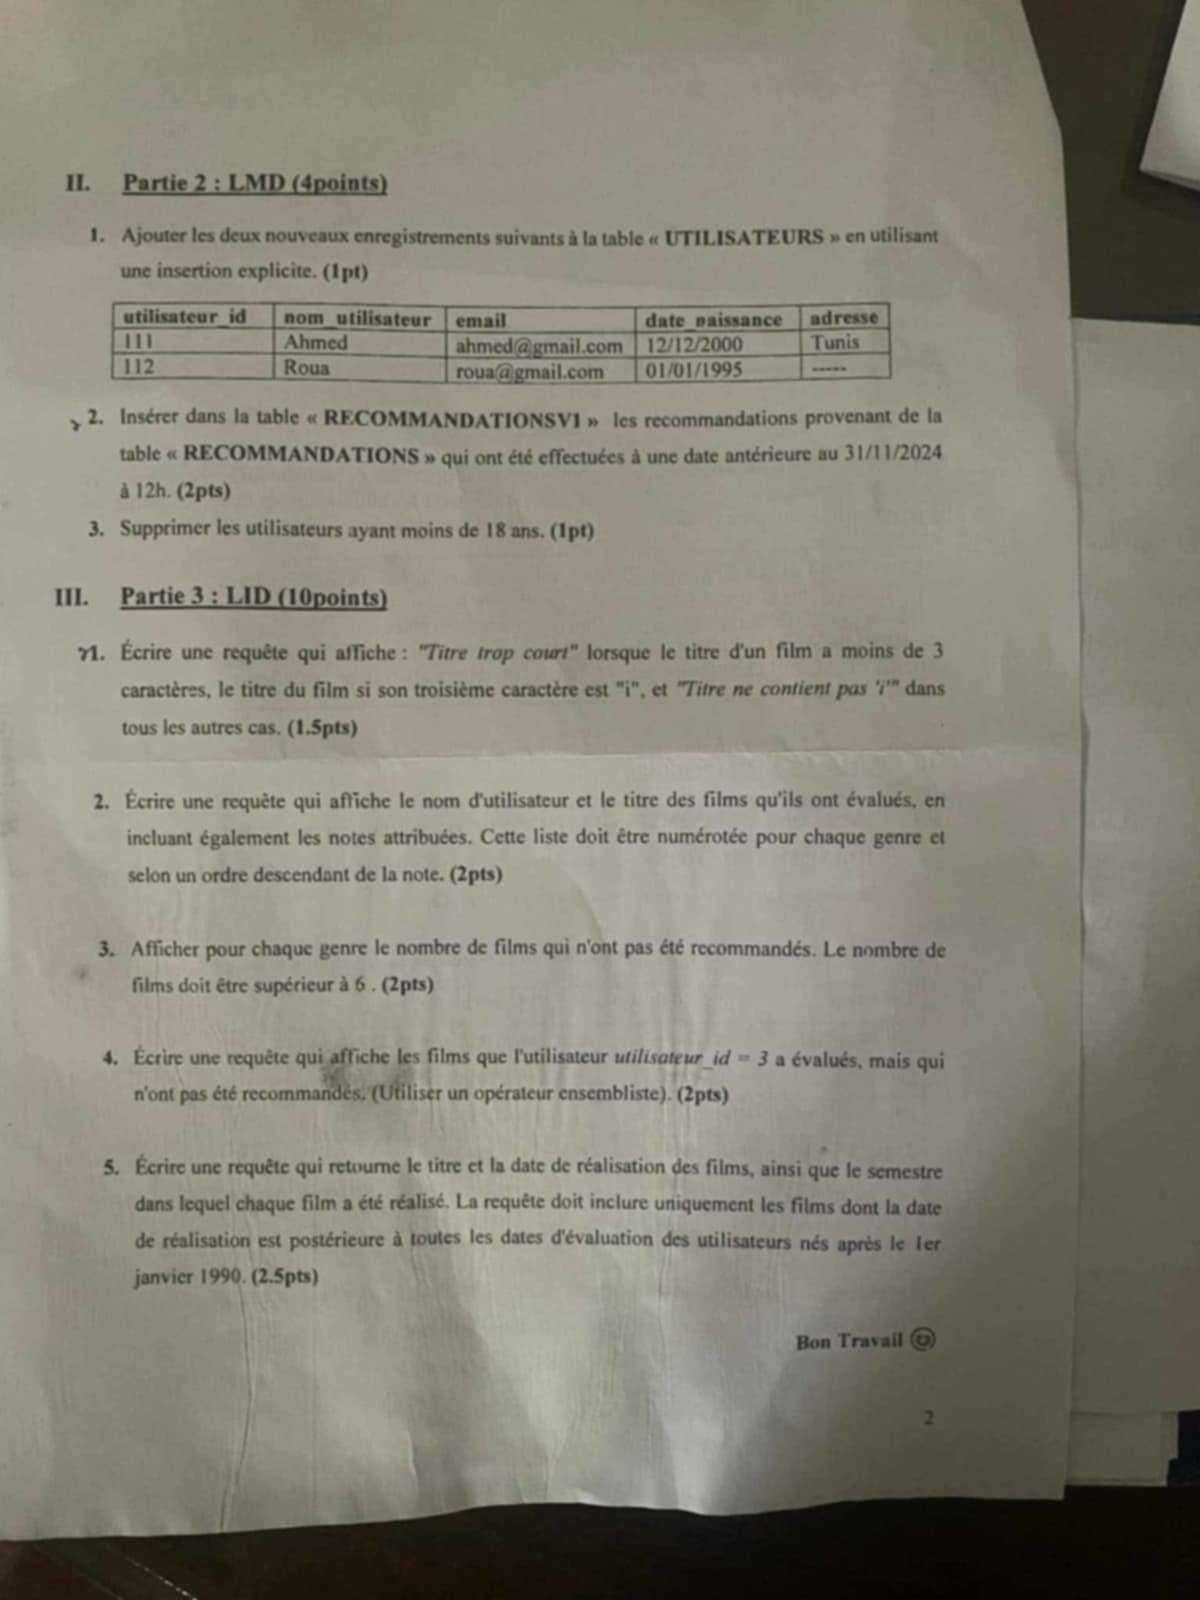 II. Partie 2 : LMD (4points)
1. Ajouter les deux nouveaux enregistrements suivants à la table « UTILISATEURS » en utilisant
une insertion explicite. (1pt)
utilisateur_id nom_utilisateur email date_naissance adresse
111 Ahmed ahmed@gmail.com 12/12/2000 Tunis
112 Roua roua@gmail.com 01/01/1995 -----
2. Insérer dans la table « RECOMMANDATIONSV1 » les recommandations provenant de la
table « RECOMMANDATIONS » qui ont été effectuées à une date antérieure au 31/11/2024
à 12h. (2pts)
3. Supprimer les utilisateurs ayant moins de 18 ans. (1pt)
III. Partie 3 : LID (10points)
1. Écrire une requête qui affiche : "Titre trop court" lorsque le titre d'un film a moins de 3
caractères, le titre du film si son troisième caractère est "i", et "Titre ne contient pas 'i'" dans
tous les autres cas. (1.5pts)
2. Écrire une requête qui affiche le nom d'utilisateur et le titre des films qu'ils ont évalués, en
incluant également les notes attribuées. Cette liste doit être numérotée pour chaque genre et
selon un ordre descendant de la note. (2pts)
3. Afficher pour chaque genre le nombre de films qui n'ont pas été recommandés. Le nombre de
films doit être supérieur à 6 . (2pts)
4. Écrire une requête qui affiche les films que l'utilisateur utilisateur_id = 3 a évalués, mais qui
n'ont pas été recommandés. (Utiliser un opérateur ensembliste). (2pts)
5. Écrire une requête qui retourne le titre et la date de réalisation des films, ainsi que le semestre
dans lequel chaque film a été réalisé. La requête doit inclure uniquement les films dont la date
de réalisation est postérieure à toutes les dates d'évaluation des utilisateurs nés après le 1er
janvier 1990. (2.5pts)
Bon Travail ☺
2